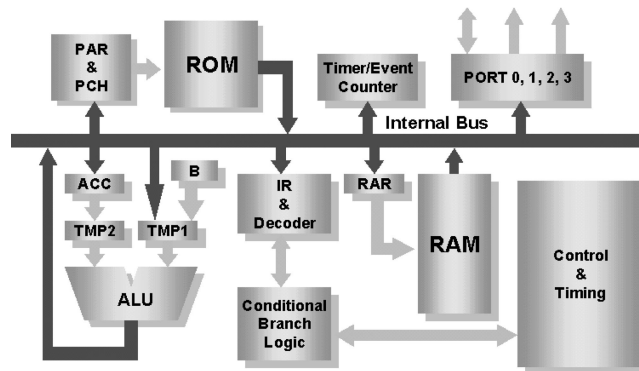 PAR
&
PCH
ROM
Timer/Event
Counter
PORT 0, 1, 2, 3
Internal Bus
ACC
B
IR
&
Decoder
RAR
RAM
TMP2
TMP1
Control
&
Timing
ALU
Conditional
Branch
Logic